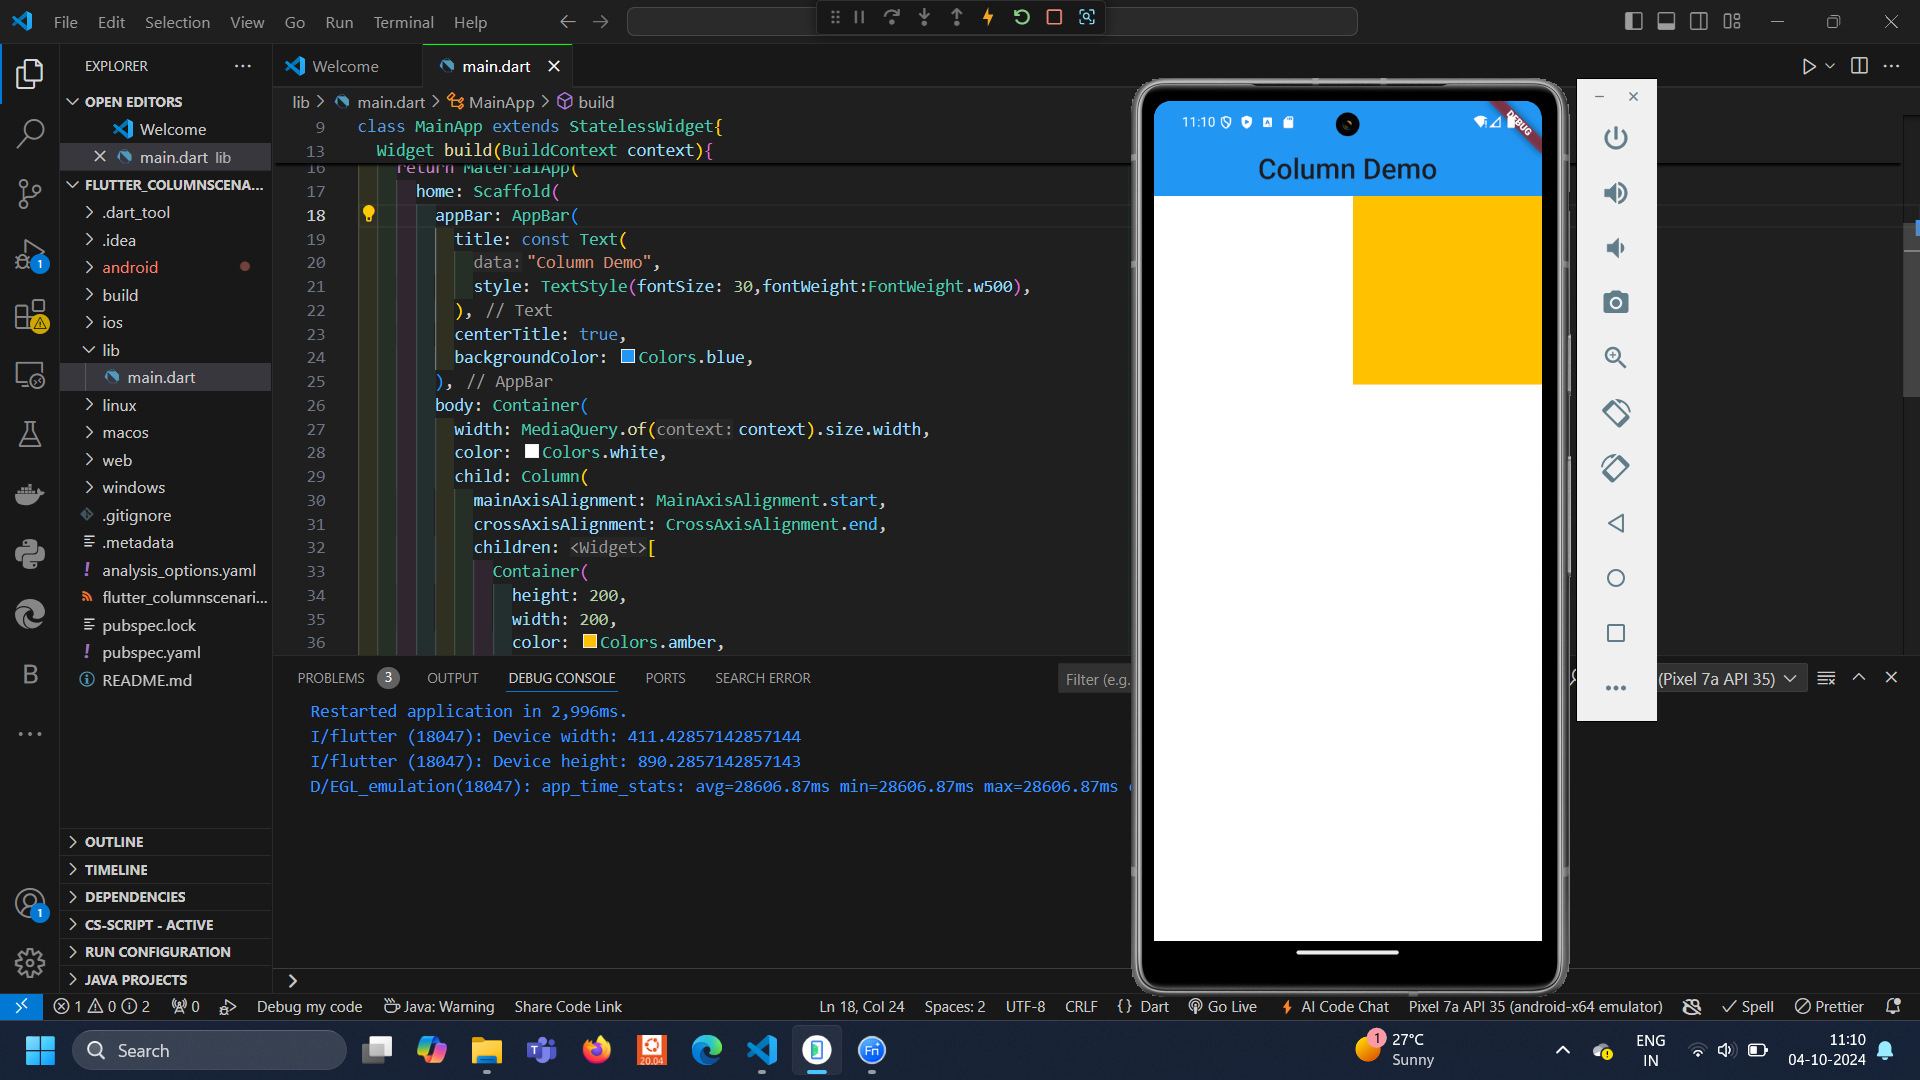 File Edit Selection View Go Run Terminal Help
EXPLORER
OPEN EDITORS
Welcome
main.dart lib
FLUTTER_COLUMNSCENA...
.dart_tool
.idea
android
build
ios
lib
main.dart
linux
macos
web
windows
.gitignore
.metadata
analysis_options.yaml
flutter_columnscenari...
pubspec.lock
pubspec.yaml
README.md
OUTLINE
TIMELINE
DEPENDENCIES
CS-SCRIPT - ACTIVE
RUN CONFIGURATION
JAVA PROJECTS
Welcome main.dart
lib > main.dart > MainApp > build
9 class MainApp extends StatelessWidget{
13 Widget build(BuildContext context){
16 return MaterialApp(
17 home: Scaffold(
18 appBar: AppBar(
19 title: const Text(
20 data: "Column Demo",
21 style: TextStyle(fontSize: 30,fontWeight:FontWeight.w500),
22 ), // Text
23 centerTitle: true,
24 backgroundColor: Colors.blue,
25 ), // AppBar
26 body: Container(
27 width: MediaQuery.of(context: context).size.width,
28 color: Colors.white,
29 child: Column(
30 mainAxisAlignment: MainAxisAlignment.start,
31 crossAxisAlignment: CrossAxisAlignment.end,
32 children: <Widget>[
33 Container(
34 height: 200,
35 width: 200,
36 color: Colors.amber,
PROBLEMS 3 OUTPUT DEBUG CONSOLE PORTS SEARCH ERROR
Filter (e.g.
(Pixel 7a API 35)
Restarted application in 2,996ms.
I/flutter (18047): Device width: 411.42857142857144
I/flutter (18047): Device height: 890.2857142857143
D/EGL_emulation(18047): app_time_stats: avg=28606.87ms min=28606.87ms max=28606.87ms
>
11:10
DEBUG
Column Demo
1 0 2 0 Debug my code Java: Warning Share Code Link
Ln 18, Col 24 Spaces: 2 UTF-8 CRLF {} Dart Go Live AI Code Chat Pixel 7a API 35 (android-x64 emulator) Spell Prettier
Search
20.04
1
27°C
Sunny
ENG
IN
11:10
04-10-2024